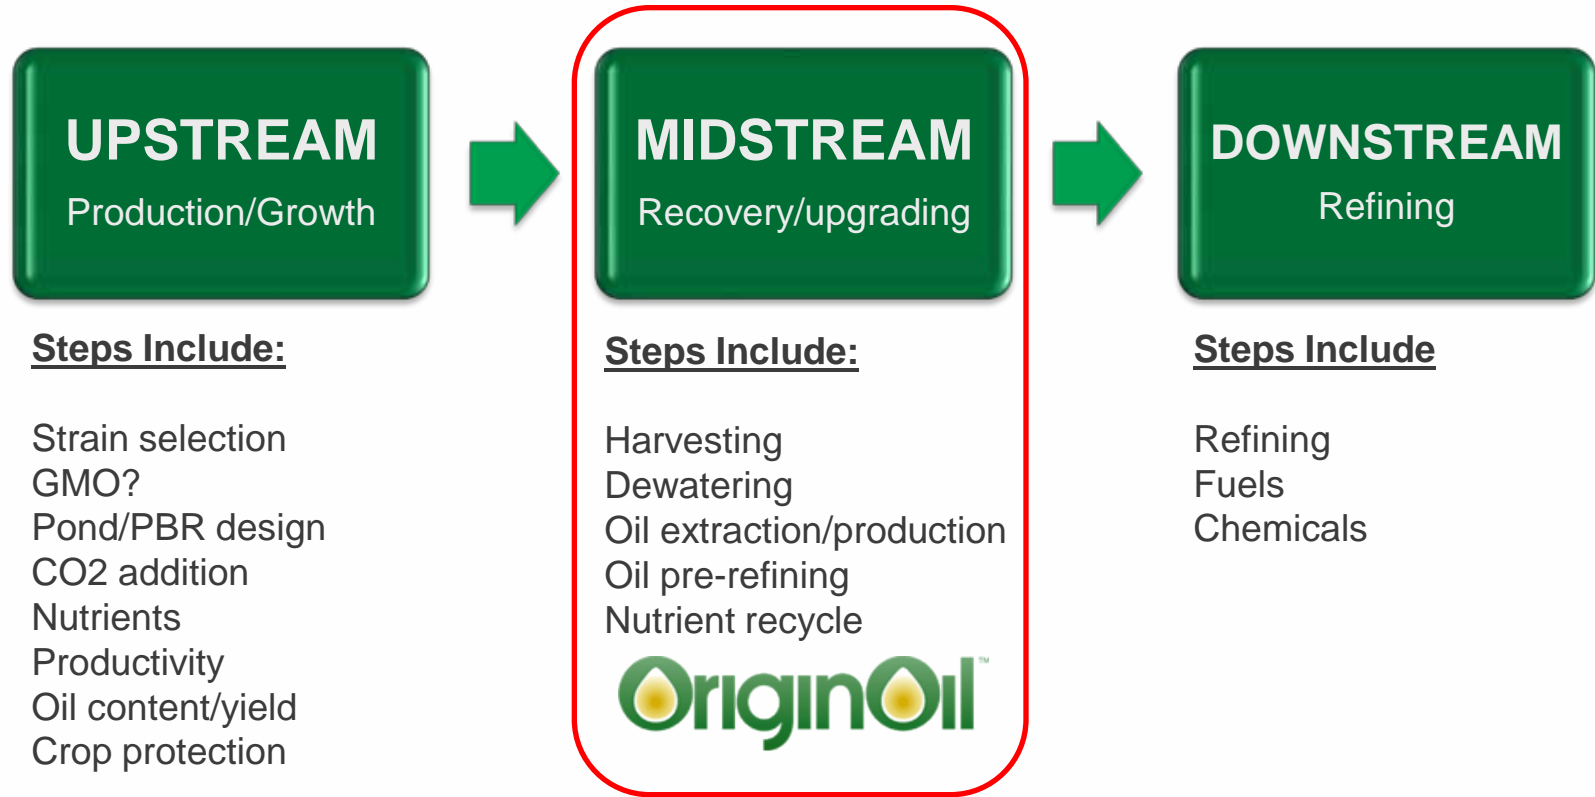 UPSTREAM
Production/Growth
Steps Include:
Strain selection
GMO?
Pond/PBR design
CO2 addition
Nutrients
Productivity
Oil content/yield
Crop protection
MIDSTREAM
Recovery/upgrading
Steps Include:
Harvesting
Dewatering
Oil extraction/production
Oil pre-refining
Nutrient recycle
OriginOil™
DOWNSTREAM
Refining
Steps Include
Refining
Fuels
Chemicals